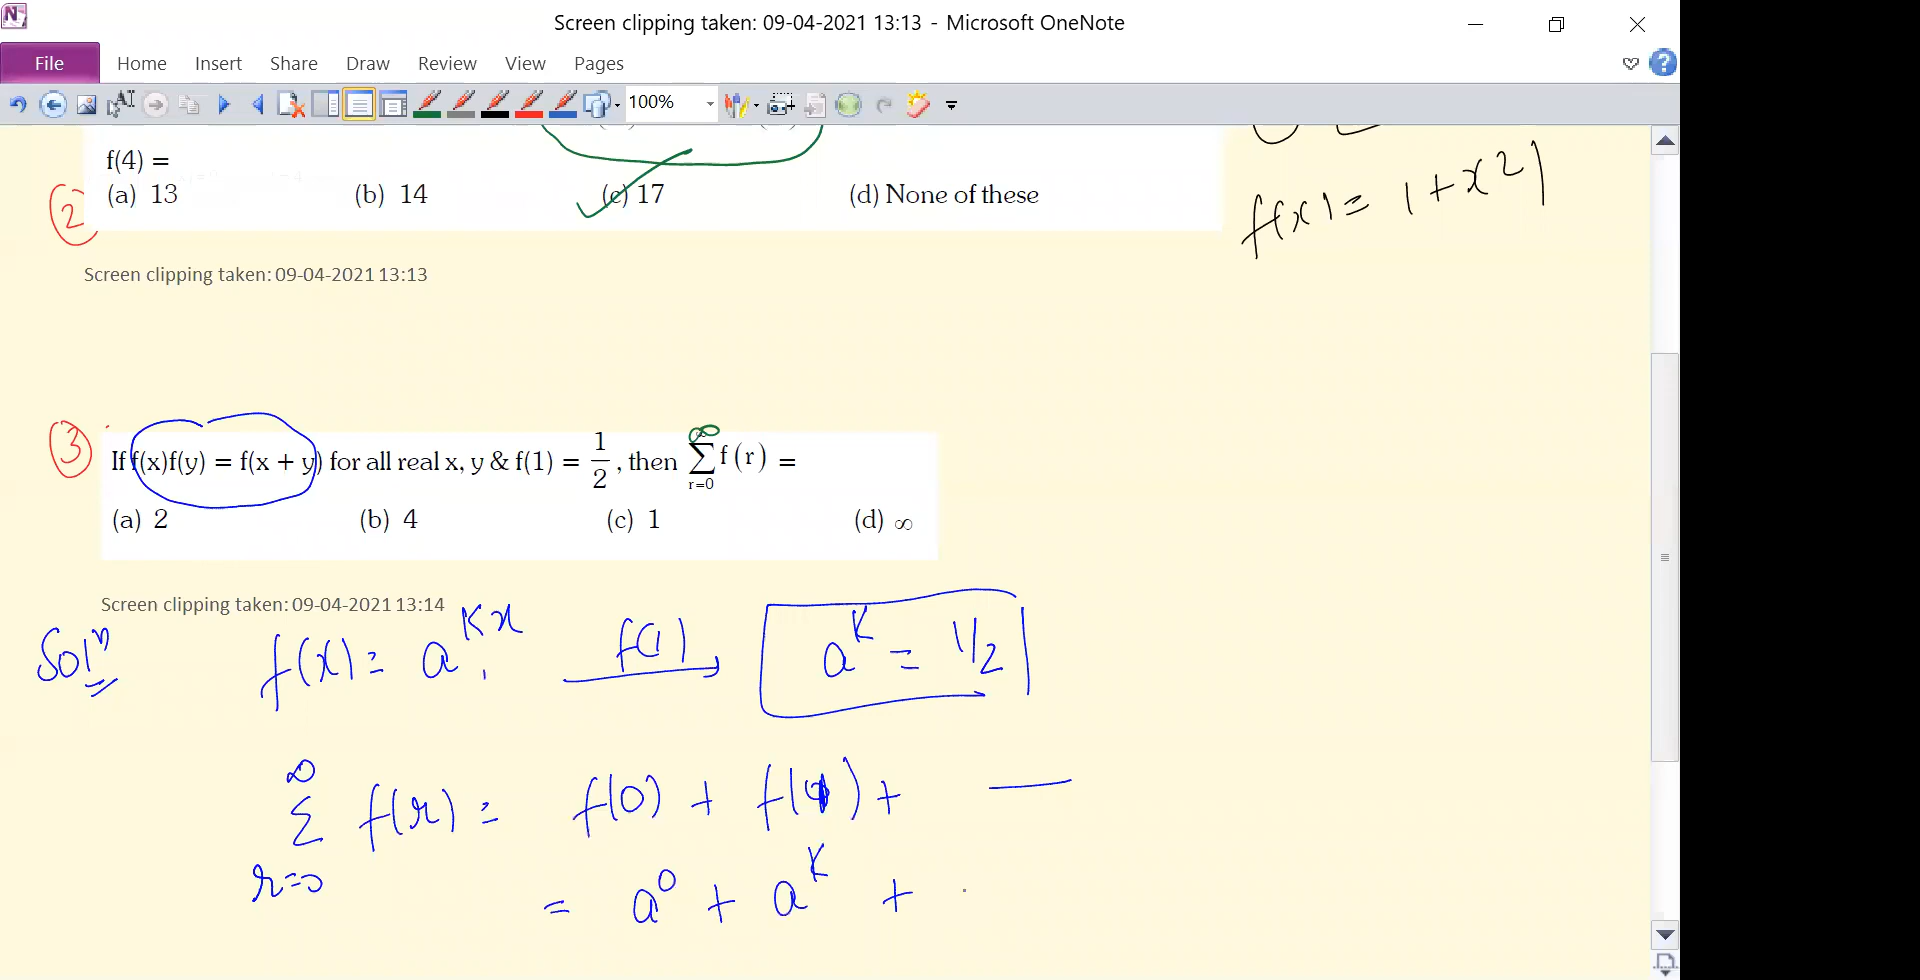 Screen clipping taken: 09-04-2021 13:13 - Microsoft OneNote
File Home Insert Share Draw Review View Pages
100%
f(4) =
(a) 13 (b) 14 (c) 17 (d) None of these
2
f(x) = 1 + x²
Screen clipping taken: 09-04-2021 13:13
3
If f(x)f(y) = f(x + y) for all real x, y & f(1) = 1/2, then ∞∑r=0 f(r) =
(a) 2 (b) 4 (c) 1 (d) ∞
Screen clipping taken: 09-04-2021 13:14
Solⁿ f(x) = a^(Kx) f(1) → a^K = 1/2
∞∑r=0 f(r) = f(0) + f(1) + —
= a^0 + a^K +